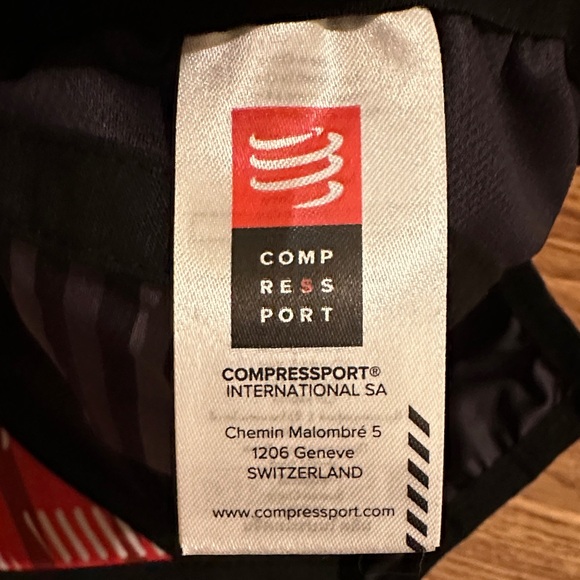 COMP
RESS
PORT
COMPRESSPORT®
INTERNATIONAL SA
Chemin Malombré 5
1206 Geneve
SWITZERLAND
www.compressport.com